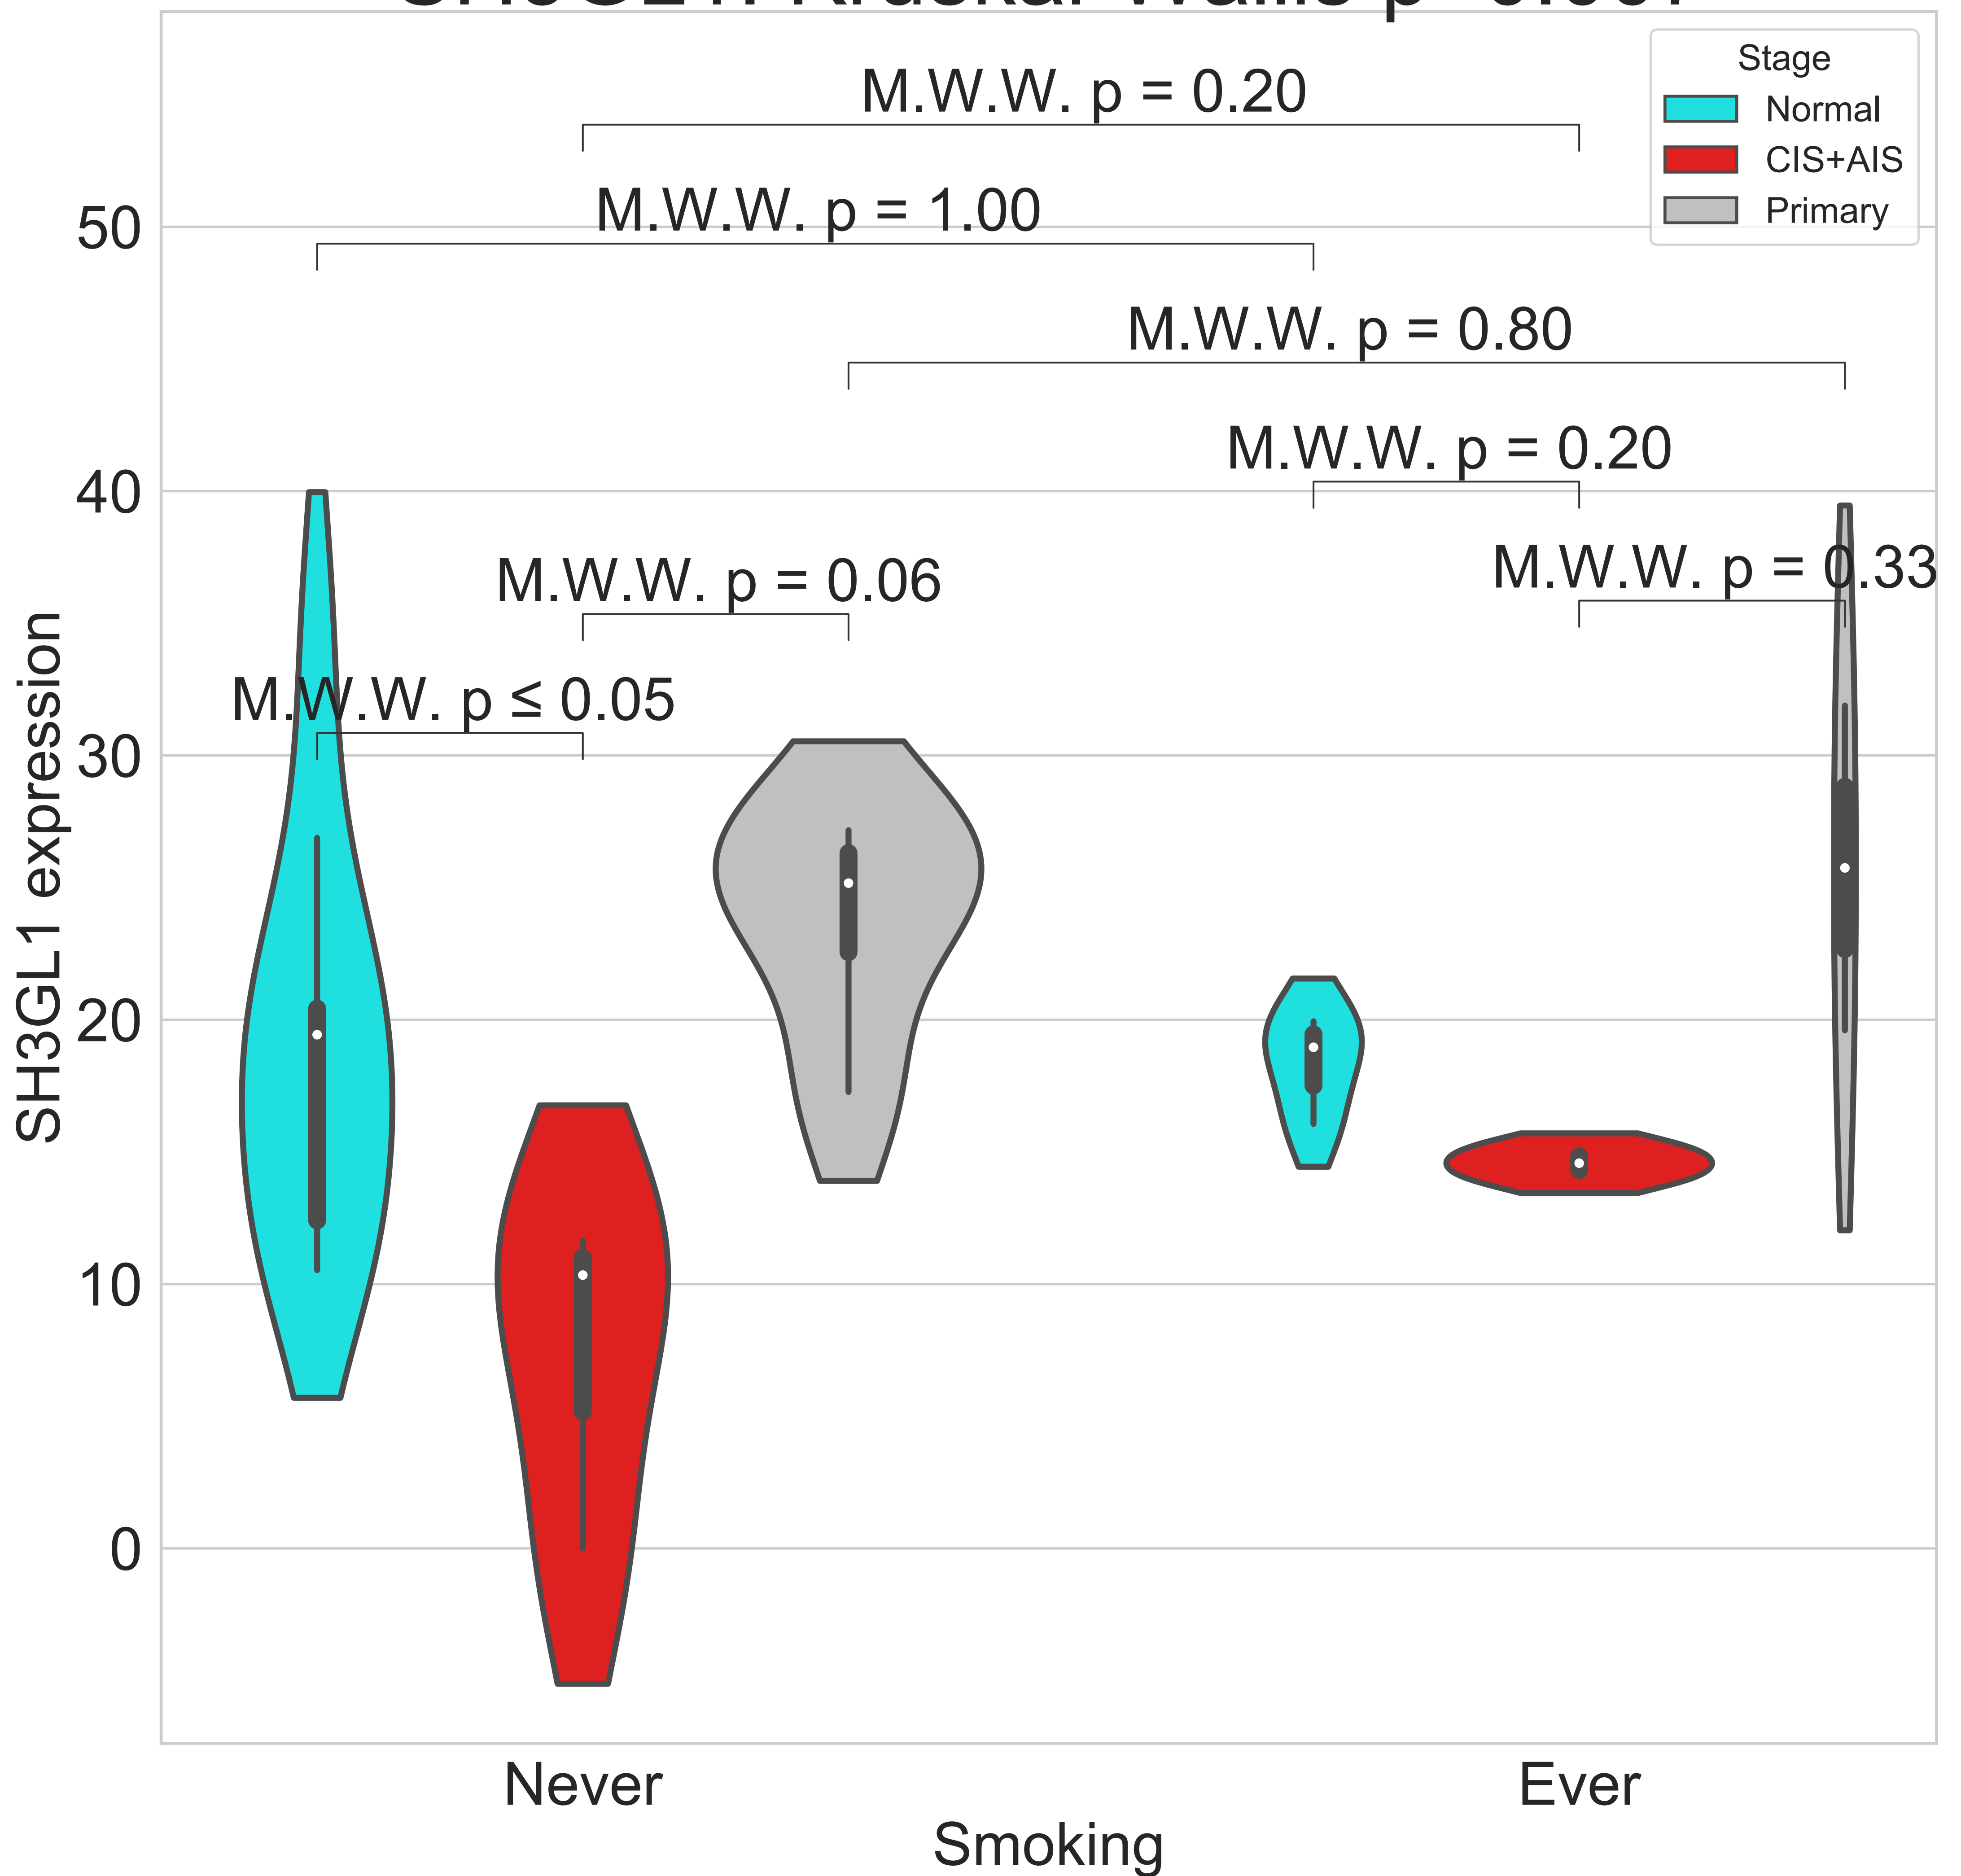 Stage
Normal
CIS+AIS
Primary
M.W.W. p = 0.20
M.W.W. p = 1.00
M.W.W. p = 0.80
M.W.W. p = 0.20
M.W.W. p = 0.33
M.W.W. p = 0.06
M.W.W. p ≤ 0.05
50
40
30
20
10
0
SH3GL1 expression
Never
Ever
Smoking